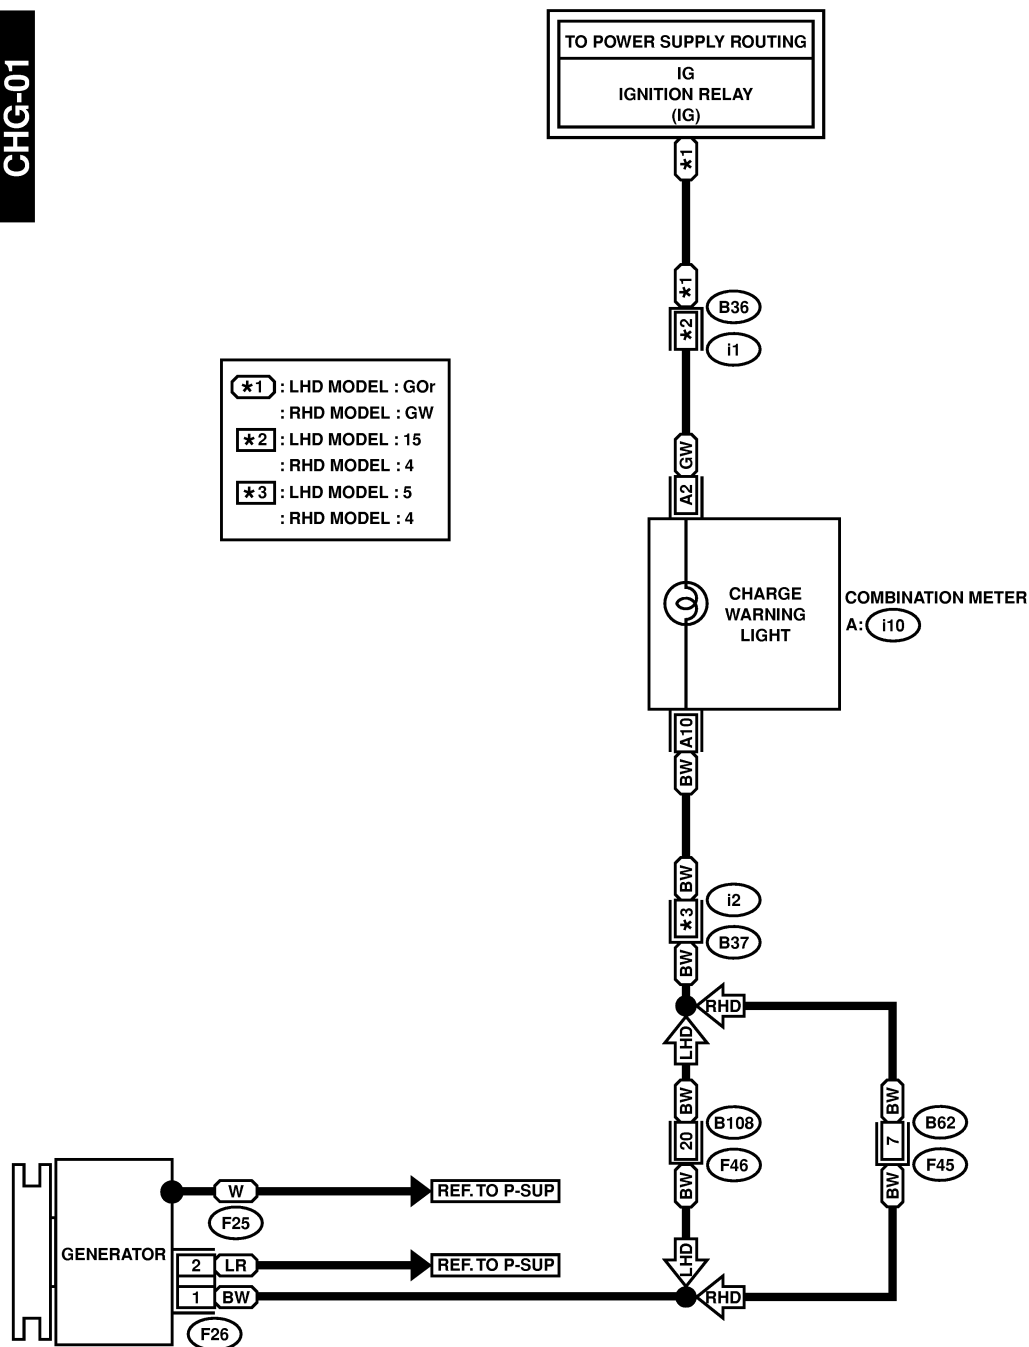 CHG-01
TO POWER SUPPLY ROUTING
IG
IGNITION RELAY
(IG)
*1
*1
B36
*2
i1
*1 : LHD MODEL : GOr
: RHD MODEL : GW
*2 : LHD MODEL : 15
: RHD MODEL : 4
*3 : LHD MODEL : 5
: RHD MODEL : 4
GW
A2
CHARGE
WARNING
LIGHT
COMBINATION METER
A: i10
A10
BW
BW
i2
*3
B37
BW
RHD
LHD
BW
B108
20
F46
BW
LHD
BW
B62
7
F45
BW
RHD
GENERATOR
W
REF. TO P-SUP
F25
2 LR
REF. TO P-SUP
1 BW
F26